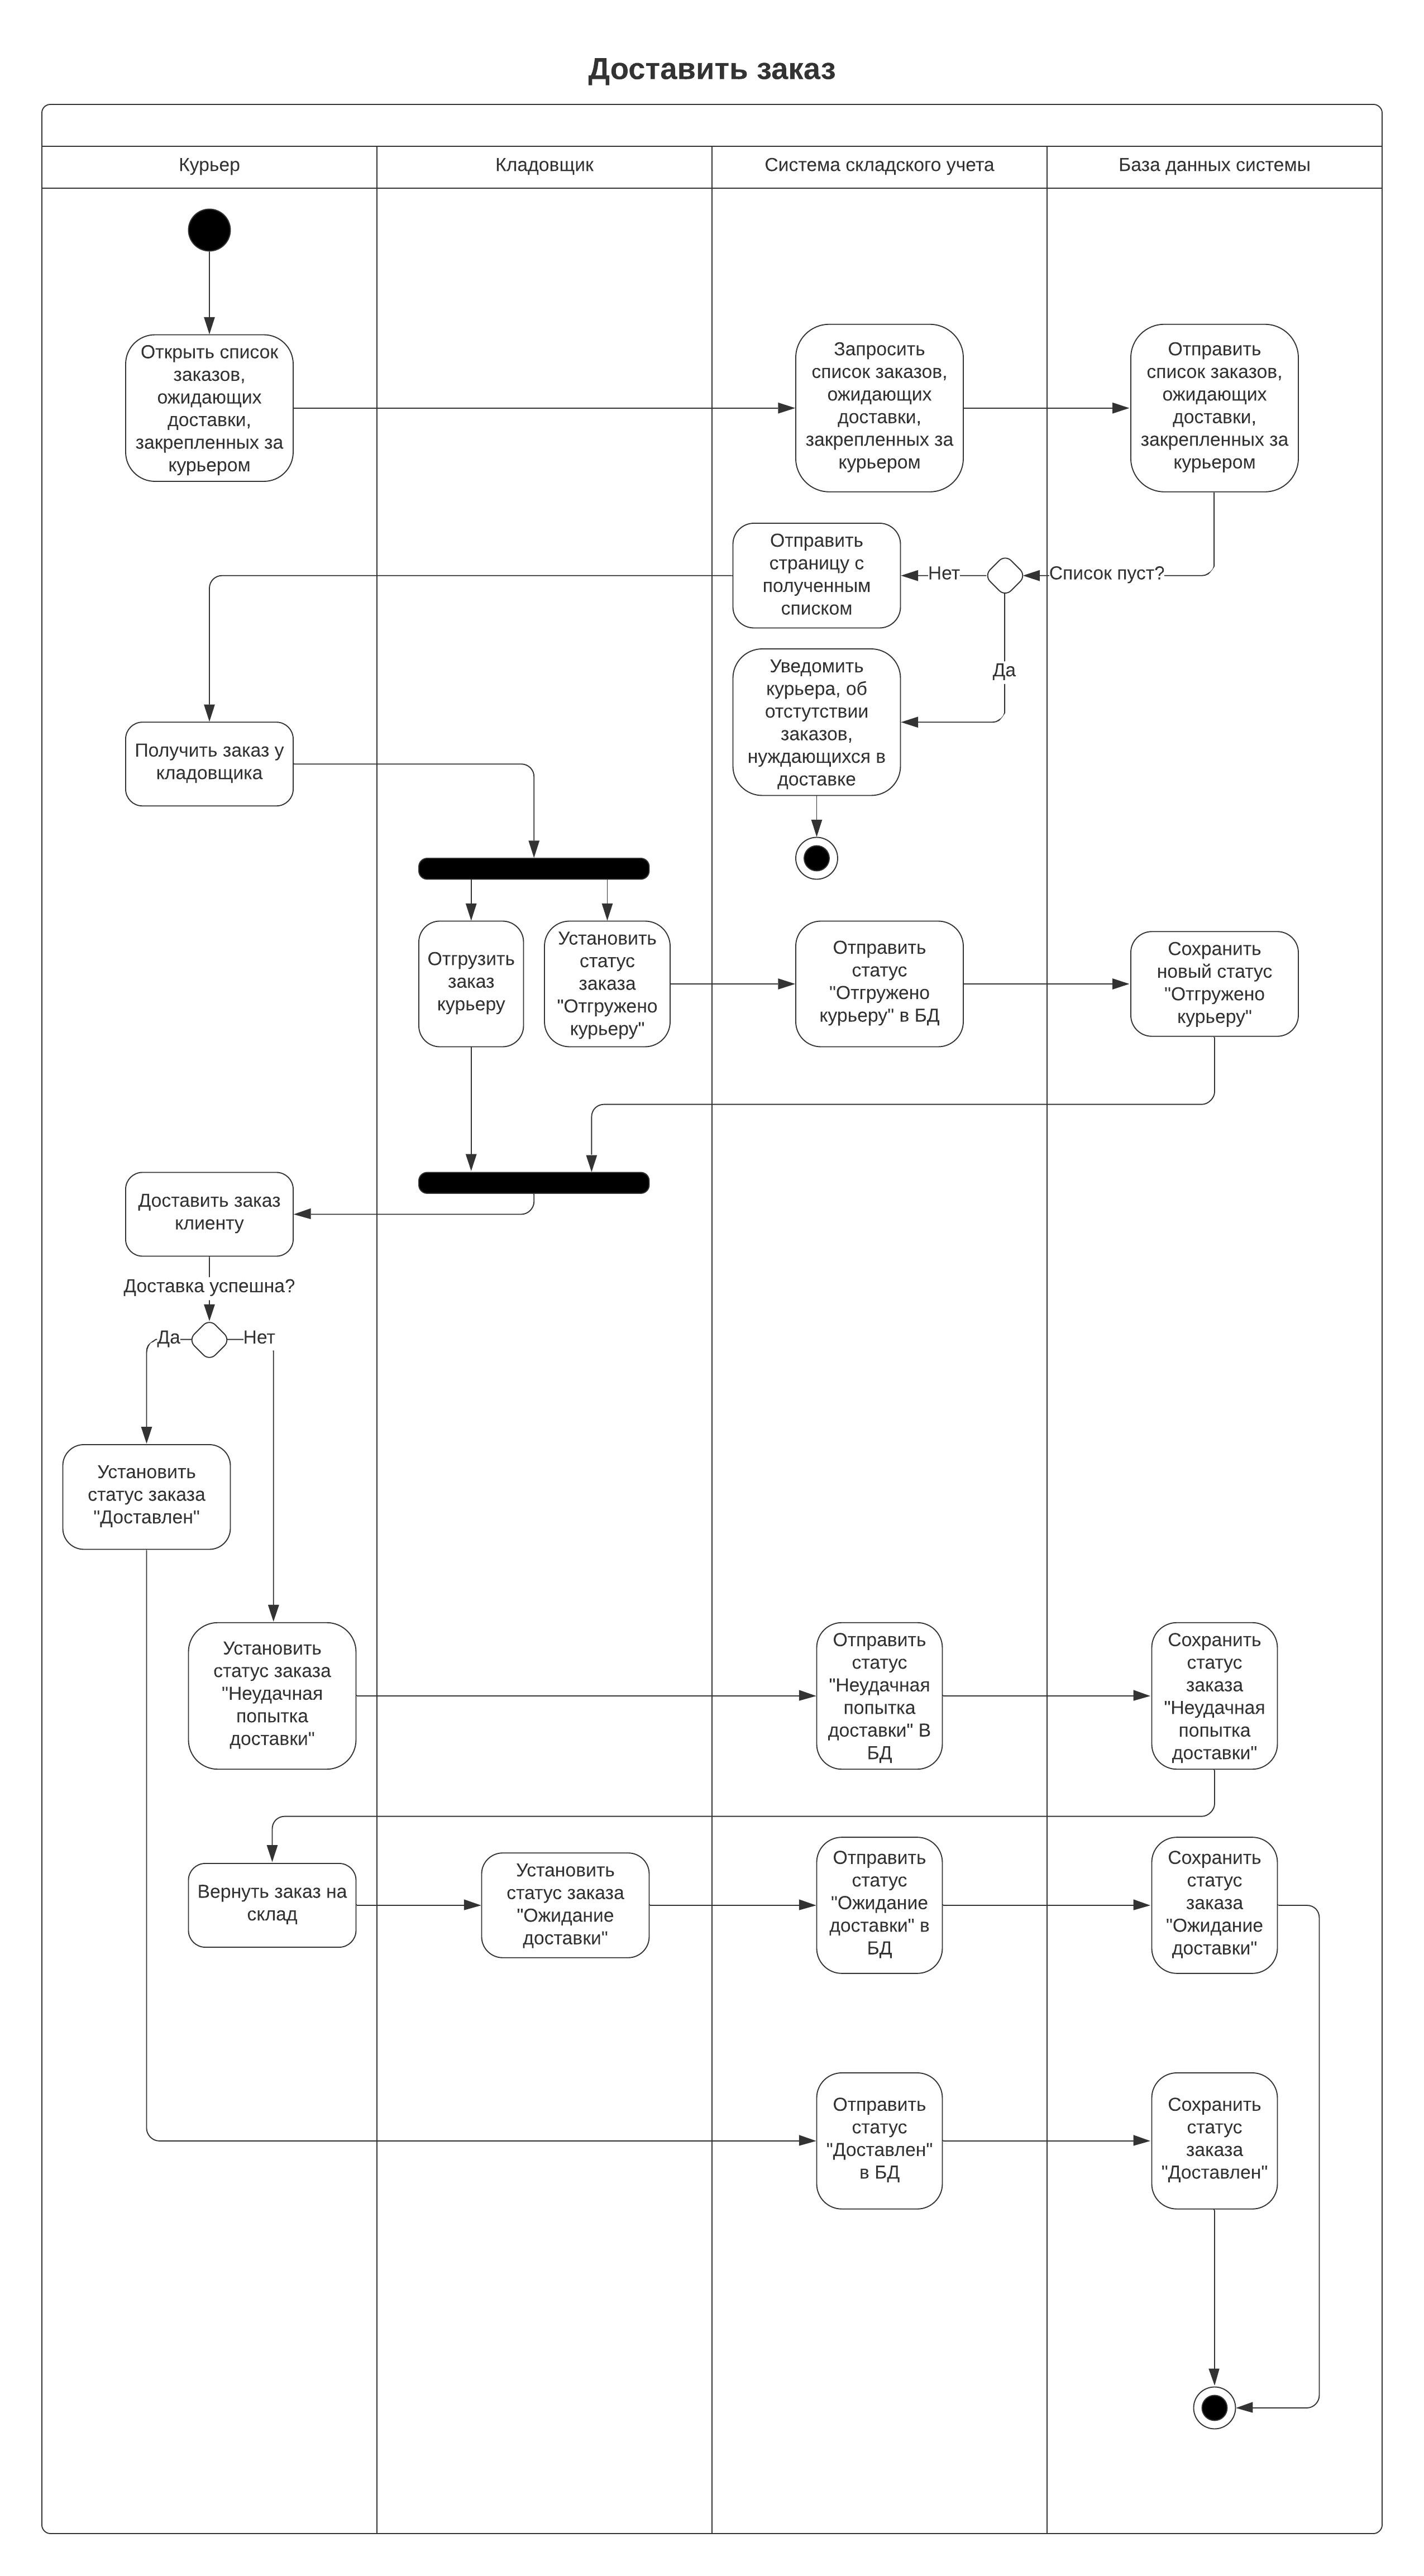 Доставить заказ
Курьер
Кладовщик
Система складского учета
База данных системы
Открыть список
заказов,
ожидающих
доставки,
закрепленных за
курьером
Запросить
список заказов,
ожидающих
доставки,
закрепленных за
курьером
Отправить
список заказов,
ожидающих
доставки,
закрепленных за
курьером
Отправить
страницу с
полученным
списком
Нет
Список пуст?
Уведомить
курьера, об
отстутствии
заказов,
нуждающихся в
доставке
Да
Получить заказ у
кладовщика
Отгрузить
заказ
курьеру
Установить
статус
заказа
"Отгружено
курьеру"
Отправить
статус
"Отгружено
курьеру" в БД
Сохранить
новый статус
"Отгружено
курьеру"
Доставить заказ
клиенту
Доставка успешна?
Да
Нет
Установить
статус заказа
"Доставлен"
Установить
статус заказа
"Неудачная
попытка
доставки"
Отправить
статус
"Неудачная
попытка
доставки" В
БД
Сохранить
статус
заказа
"Неудачная
попытка
доставки"
Вернуть заказ на
склад
Установить
статус заказа
"Ожидание
доставки"
Отправить
статус
"Ожидание
доставки" в
БД
Сохранить
статус
заказа
"Ожидание
доставки"
Отправить
статус
"Доставлен"
в БД
Сохранить
статус
заказа
"Доставлен"